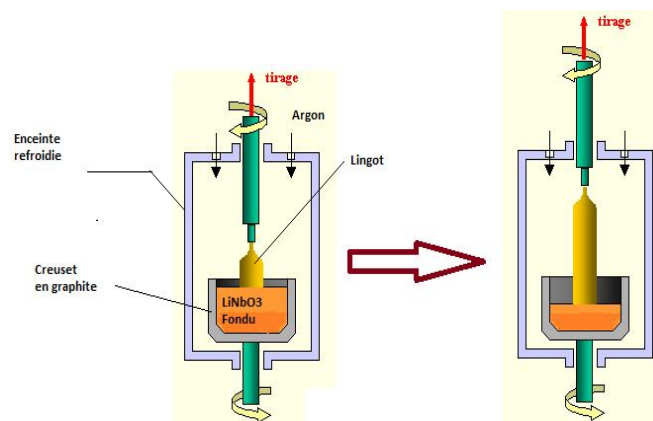 tirage
tirage
Argon
Enceinte
refroidie
Lingot
Creuset
en graphite
LiNbO3
Fondu